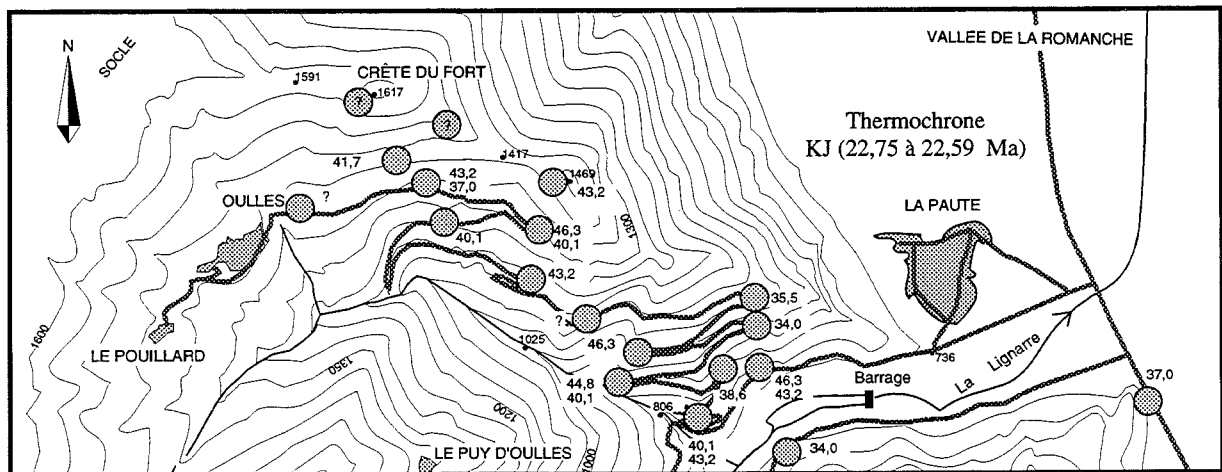 N
SOCLE
1591
CRÊTE DU FORT
1617
?
VALLEE DE LA ROMANCHE
Thermochrone
KJ (22,75 à 22,59 Ma)
41,7
1417
1469
43,2
43,2
37,0
OULLES
?
LA PAUTE
40,1
46,3
40,1
1300
43,2
35,5
?
34,0
1600
LE POUILLARD
1025
46,3
736
1350
44,8
40,1
38,6
46,3
43,2
Barrage
La Lignarre
37,0
1200
806
40,1
43,2
34,0
LE PUY D'OULLES
1000